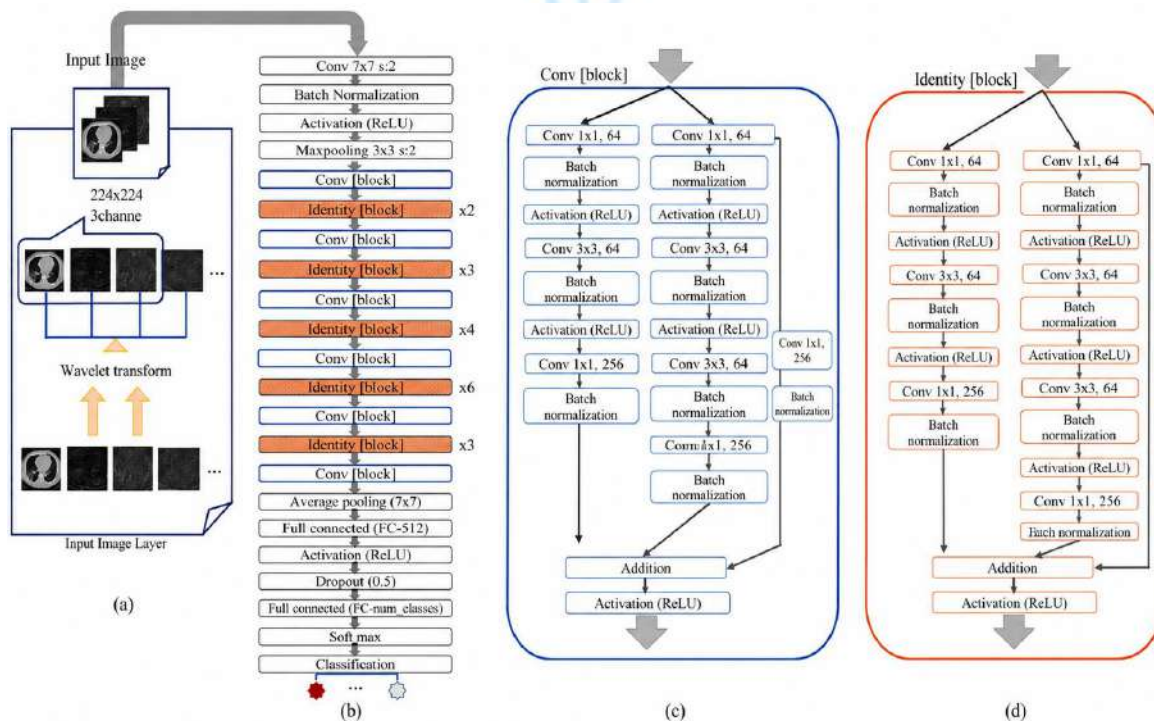 Input Image
224x224
3channe
...
Wavelet transform
...
Input Image Layer
(a)
Conv 7x7 s:2
Batch Normalization
Activation (ReLU)
Maxpooling 3x3 s:2
Conv [block]
Identity [block] x2
Conv [block]
Identity [block] x3
Conv [block]
Identity [block] x4
Conv [block]
Identity [block] x6
Conv [block]
Identity [block] x3
Conv [block]
Average pooling (7x7)
Full connected (FC-512)
Activation (ReLU)
Dropout (0.5)
Full connected (FC-num_classes)
Soft max
Classification
...
(b)
Conv [block]
Conv 1x1, 64
Batch
normalization
Activation (ReLU)
Conv 3x3, 64
Batch
normalization
Activation (ReLU)
Conv 1x1, 256
Batch
normalization
Conv 1x1, 64
Batch
normalization
Activation (ReLU)
Conv 3x3, 64
Batch
normalization
Activation (ReLU)
Conv 3x3, 64
Batch
normalization
1x1, 256
Batch
normalization
Conv 1x1,
256
Batch
normalization
Addition
Activation (ReLU)
(c)
Identity [block]
Conv 1x1, 64
Batch
normalization
Activation (ReLU)
Conv 3x3, 64
Batch
normalization
Activation (ReLU)
Conv 1x1, 256
Batch
normalization
Conv 1x1, 64
Batch
normalization
Activation (ReLU)
Conv 3x3, 64
Batch
normalization
Activation (ReLU)
Conv 3x3, 64
Batch
normalization
Activation (ReLU)
Conv 1x1, 256
normalization
Addition
Activation (ReLU)
(d)